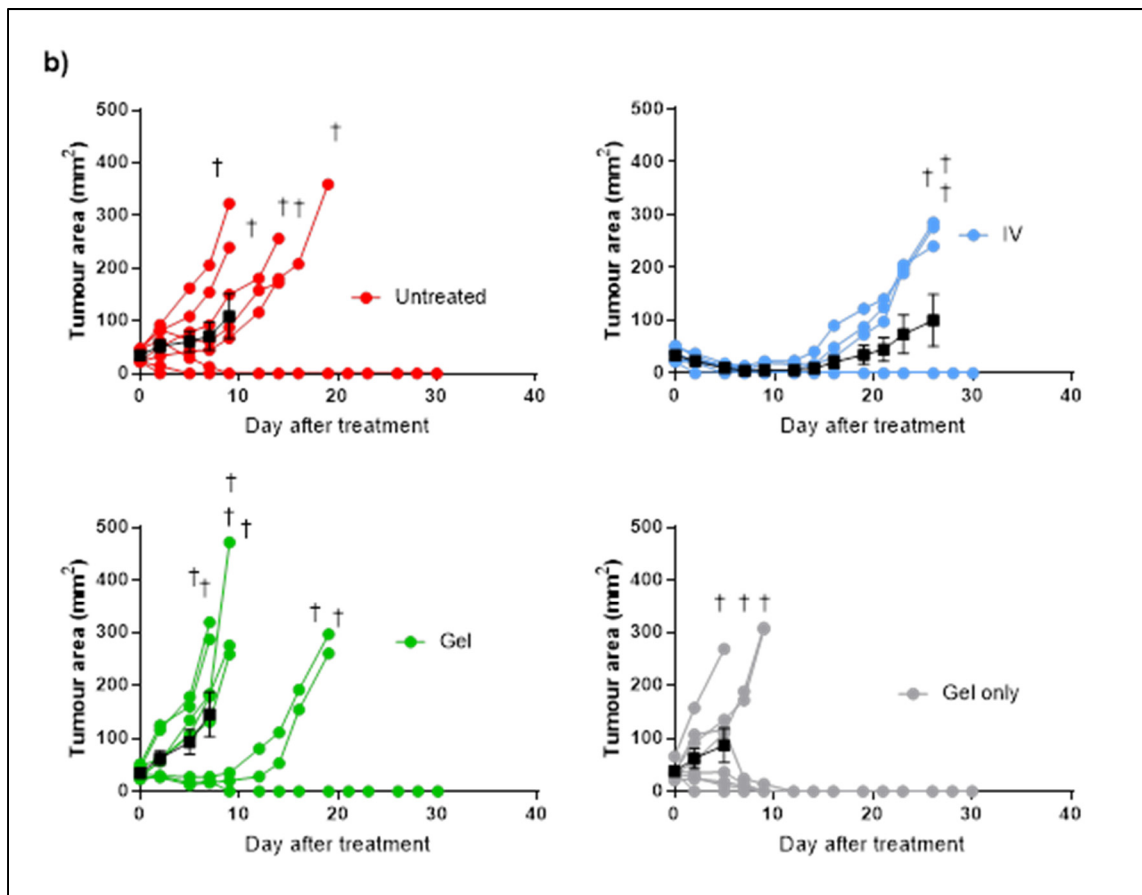 b)
500
400
300
200
100
0
Tumour area (mm²)
0 10 20 30 40
Day after treatment
† † † † † †
Untreated
500
400
300
200
100
0
Tumour area (mm²)
0 10 20 30 40
Day after treatment
† † †
IV
500
400
300
200
100
0
Tumour area (mm²)
0 10 20 30 40
Day after treatment
† † † † † † †
Gel
500
400
300
200
100
0
Tumour area (mm²)
0 10 20 30 40
Day after treatment
† † †
Gel only